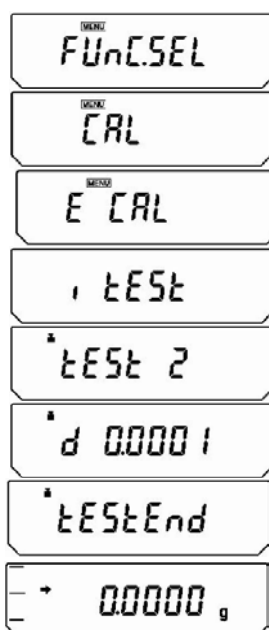 MENU
FUnC.SEL
MENU
CAL
MENU
E CAL
i tESt
tESt 2
d 0.0001
tEStEnd
0.0000 g